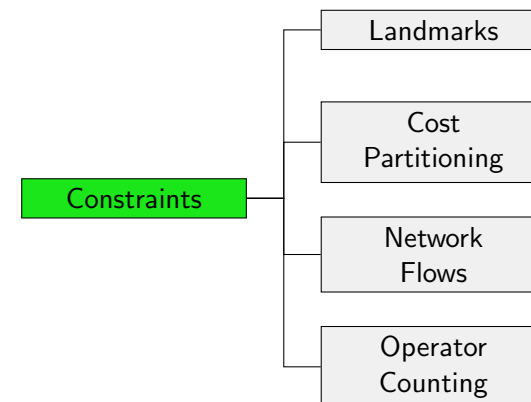 Landmarks
Cost
Partitioning
Constraints
Network
Flows
Operator
Counting